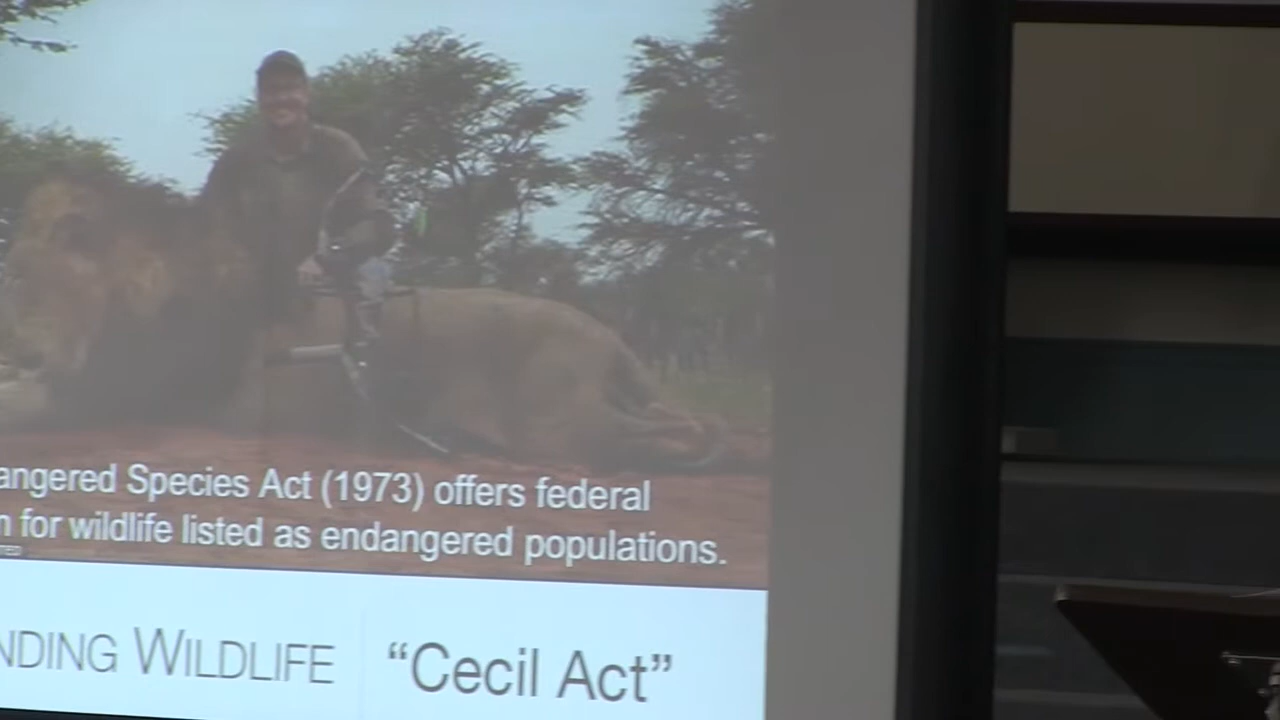 angered Species Act (1973) offers federal
n for wildlife listed as endangered populations.
NDING WILDLIFE
“Cecil Act”